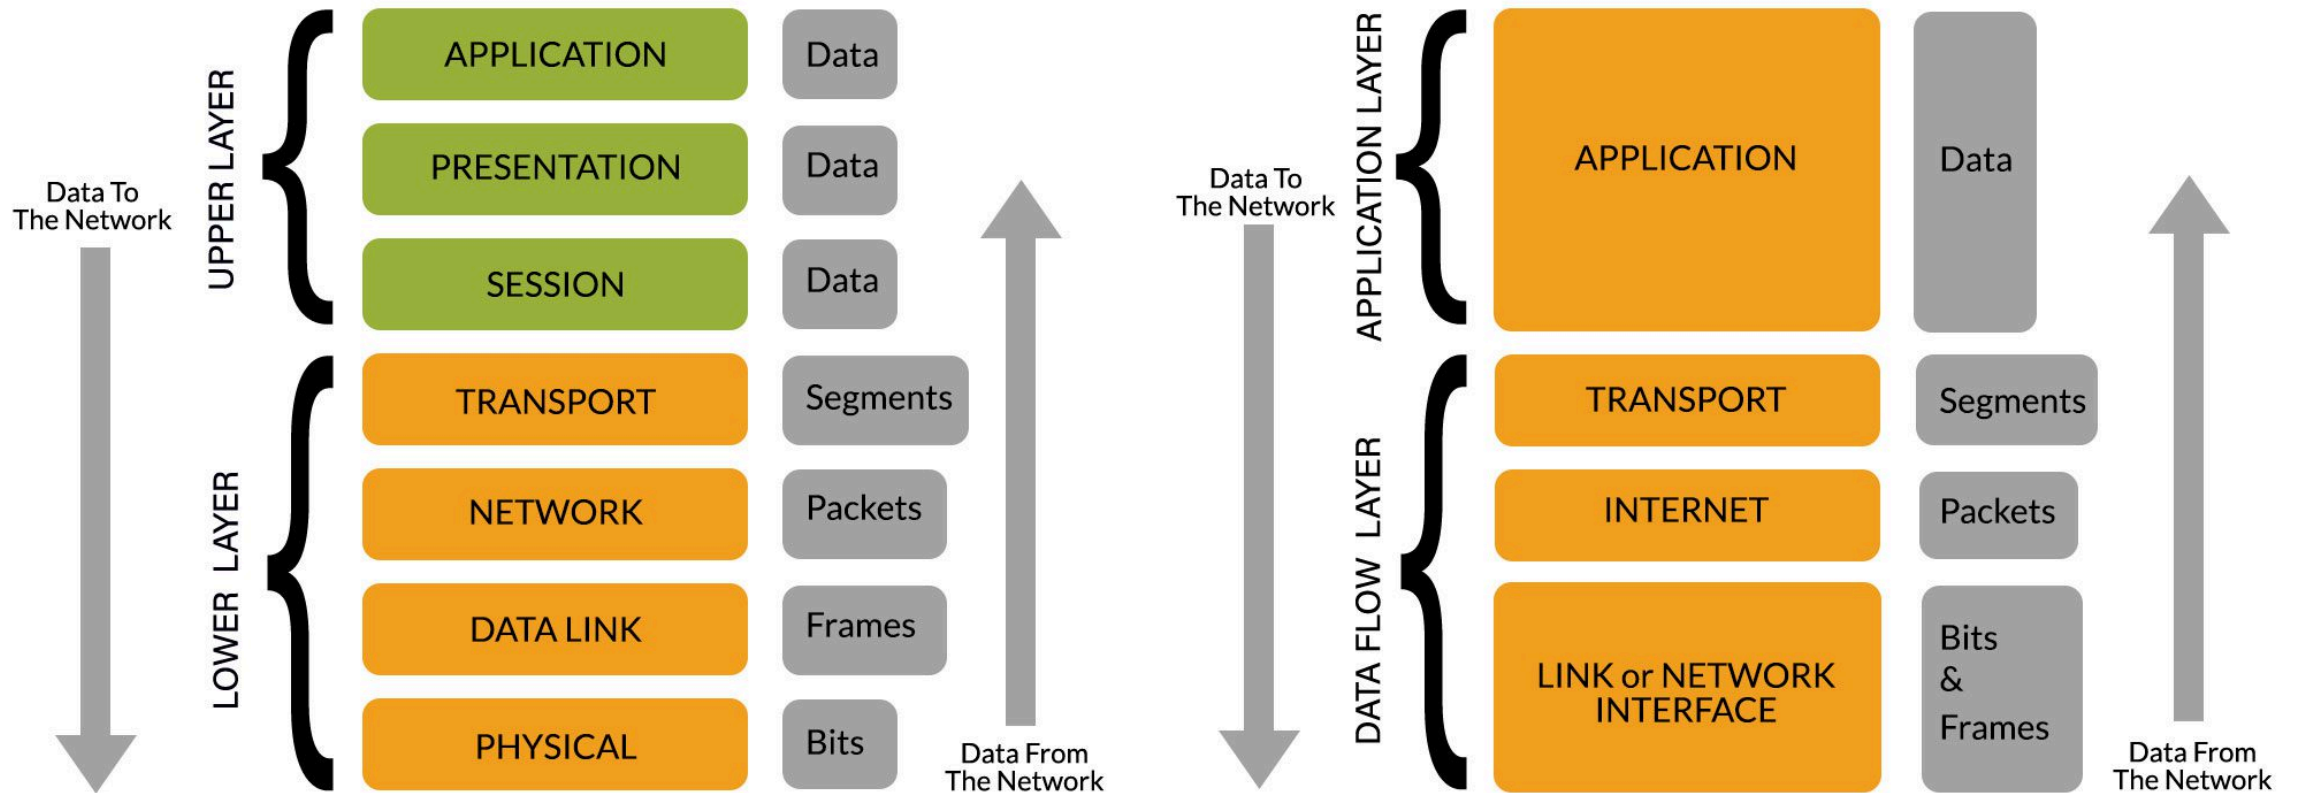 Data To
The Network
UPPER LAYER
APPLICATION
Data
PRESENTATION
Data
SESSION
Data
LOWER LAYER
TRANSPORT
Segments
NETWORK
Packets
DATA LINK
Frames
PHYSICAL
Bits
Data From
The Network
Data To
The Network
APPLICATION LAYER
APPLICATION
Data
DATA FLOW LAYER
TRANSPORT
Segments
INTERNET
Packets
LINK or NETWORK
INTERFACE
Bits
&
Frames
Data From
The Network